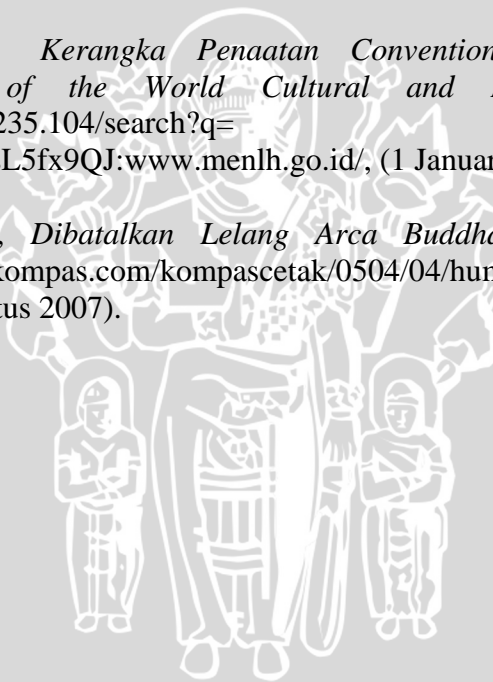 Kerangka Penaatan Convention
of the World Cultural and
235.104/search?q=
L5fx9QJ:www.menlh.go.id/, (1 Januar
, Dibatalkan Lelang Arca Buddha
kompas.com/kompascetak/0504/04/hum
tus 2007).